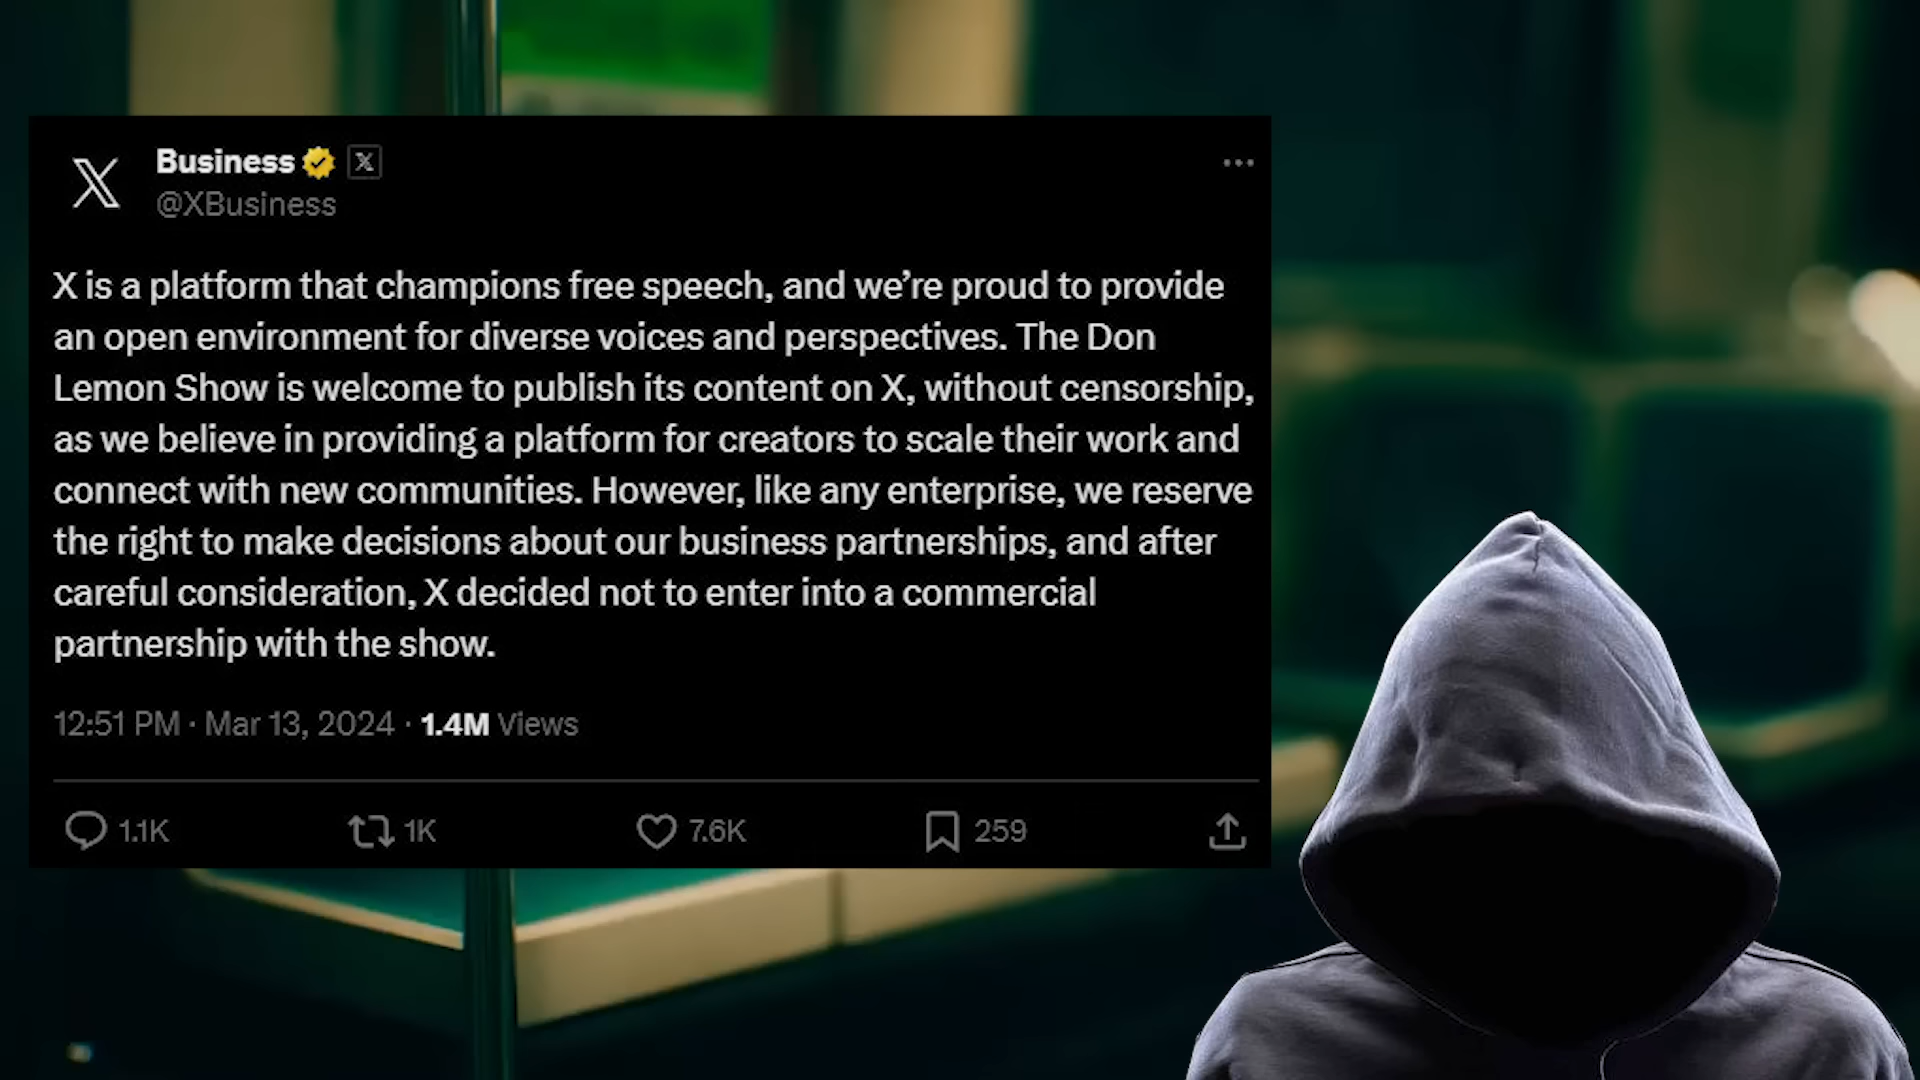 Business
@XBusiness
X is a platform that champions free speech, and we’re proud to provide
an open environment for diverse voices and perspectives. The Don
Lemon Show is welcome to publish its content on X, without censorship,
as we believe in providing a platform for creators to scale their work and
connect with new communities. However, like any enterprise, we reserve
the right to make decisions about our business partnerships, and after
careful consideration, X decided not to enter into a commercial
partnership with the show.
12:51 PM · Mar 13, 2024 · 1.4M Views
1.1K 1K 7.6K 259